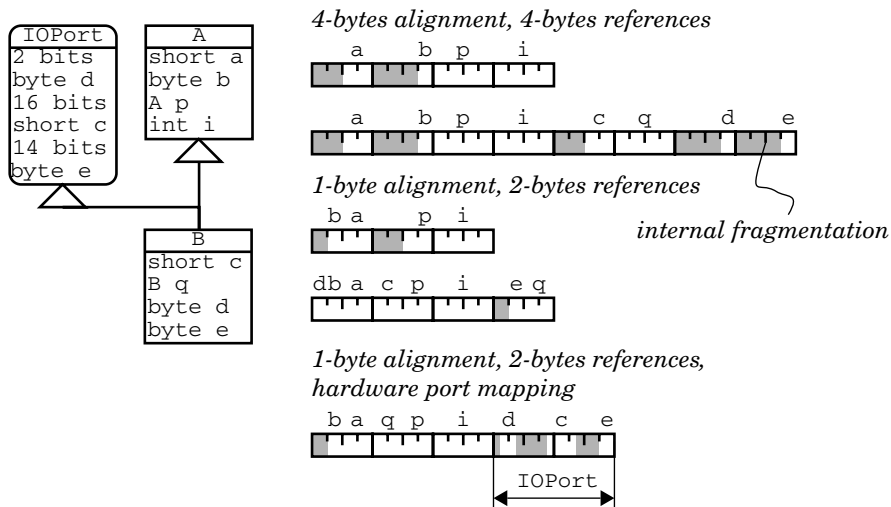 IOPort
2 bits
byte d
16 bits
short c
14 bits
byte e
A
short a
byte b
A p
int i
B
short c
B q
byte d
byte e
4-bytes alignment, 4-bytes references
a b p i
a b p i c q d e
internal fragmentation
1-byte alignment, 2-bytes references
b a p i
d b a c p i e q
1-byte alignment, 2-bytes references,
hardware port mapping
b a q p i d c e
IOPort